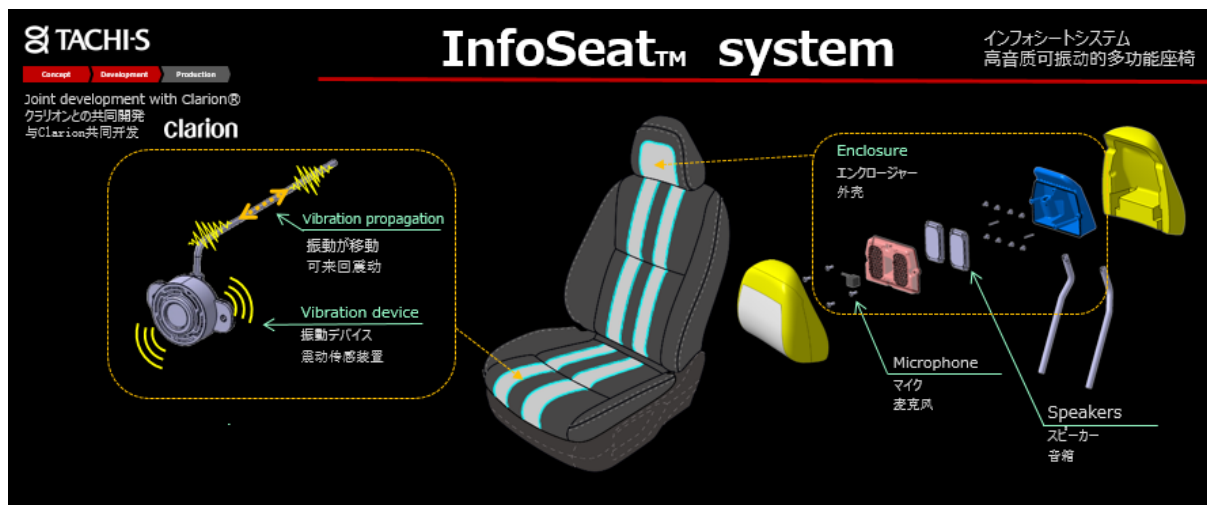 TACHI-S
InfoSeat™ system
インフォシートシステム
高音质可振动的多功能座椅
Concept
Development
Production
Joint development with Clarion®
クラリオンとの共同開発
与Clarion共同开发
clarion
Vibration propagation
振動が移動
可来回震动
Vibration device
振動デバイス
震动传感装置
Enclosure
エンクロージャー
外壳
Microphone
マイク
麦克风
Speakers
スピーカー
音箱